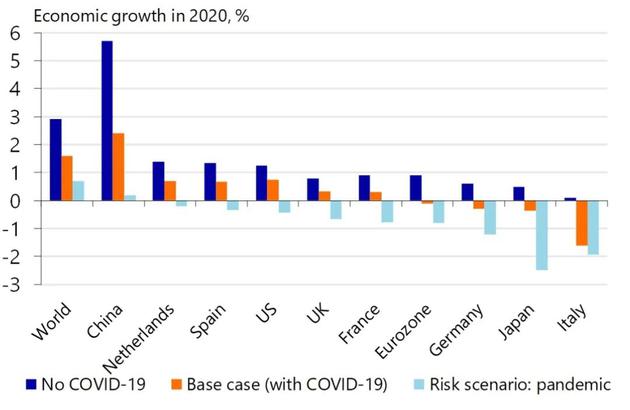 Economic growth in 2020, %
6
5
4
3
2
1
0
-1
-2
-3
World
China
Netherlands
Spain
US
UK
France
Eurozone
Germany
Japan
Italy
No COVID-19
Base case (with COVID-19)
Risk scenario: pandemic